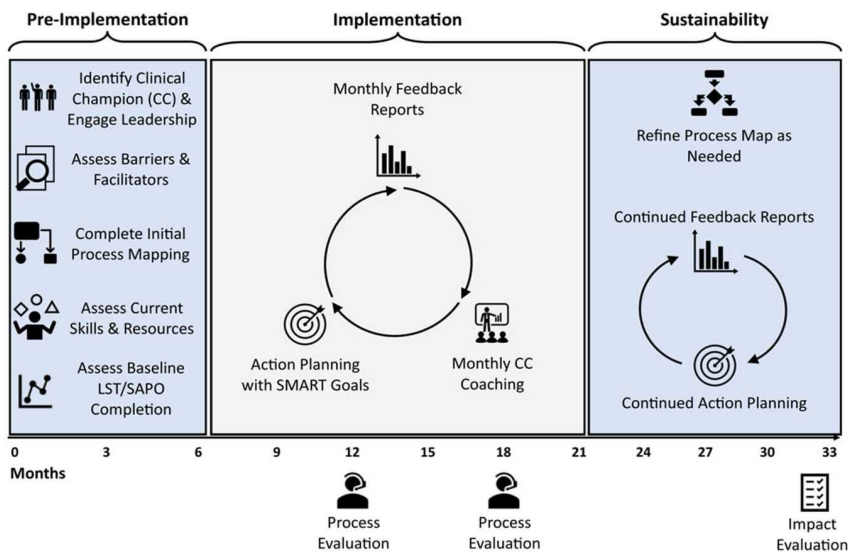 Pre-Implementation
Implementation
Sustainability
Identify Clinical
Champion (CC) &
Engage Leadership
Assess Barriers &
Facilitators
Complete Initial
Process Mapping
Assess Current
Skills & Resources
Assess Baseline
LST/SAPO
Completion
Monthly Feedback
Reports
Action Planning
with SMART Goals
Monthly CC
Coaching
Refine Process Map as
Needed
Continued Feedback Reports
Continued Action Planning
0 3 6 9 12 15 18 21 24 27 30 33
Months
Process
Evaluation
Process
Evaluation
Impact
Evaluation